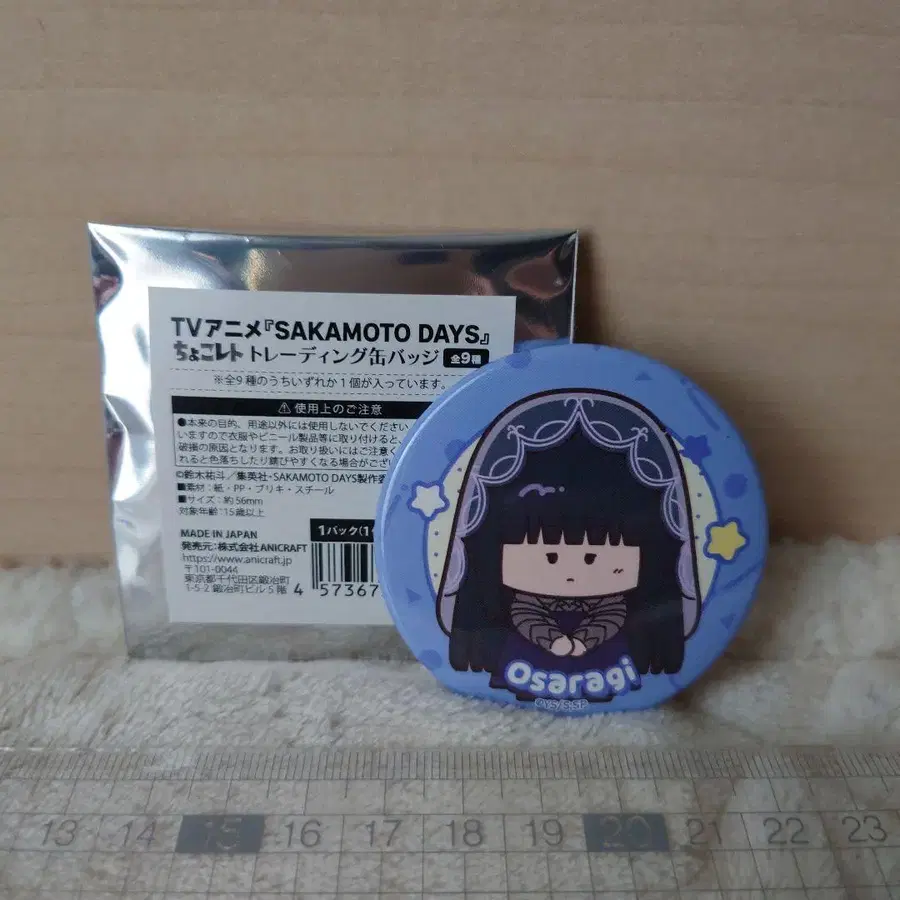 TVアニメ『SAKAMOTO DAYS』
ちょこレト トレーディング缶バッジ 全9種
※全9種のうちいずれか1個が入っています。
⚠使用上のご注意
●本来の目的、用途以外には使用しないでください
いますので衣服やビニール製品等に取り付けると、
破損の原因となります。お取り扱いにはご注意く
れると色落ちしたり錆びやすくなる場合がござい
©鈴木祐斗/集英社・SAKAMOTO DAYS製作委
■素材：紙・PP・ブリキ・スチール
■サイズ：約56mm
対象年齢：15歳以上
MADE IN JAPAN
発売元：株式会社ANICRAFT
https://www.anicraft.jp
〒101-0044
東京都千代田区鍛冶町
1-5-2 鍛冶町ビル5階
1パック(1
4 57367
Osaragi
©YS/S,SP
13 14 15 16 17 18 19 20 21 22 23